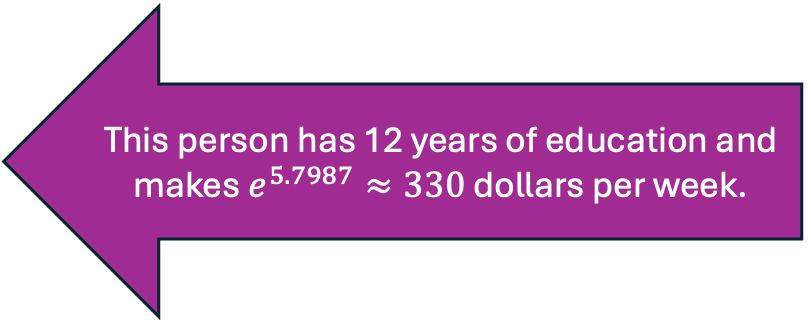 This person has 12 years of education and
makes e^5.7987 ≈ 330 dollars per week.